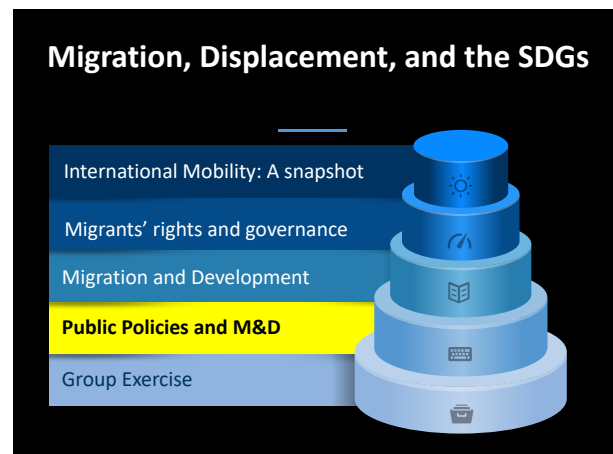 Migration, Displacement, and the SDGs
International Mobility: A snapshot
Migrants’ rights and governance
Migration and Development
Public Policies and M&D
Group Exercise